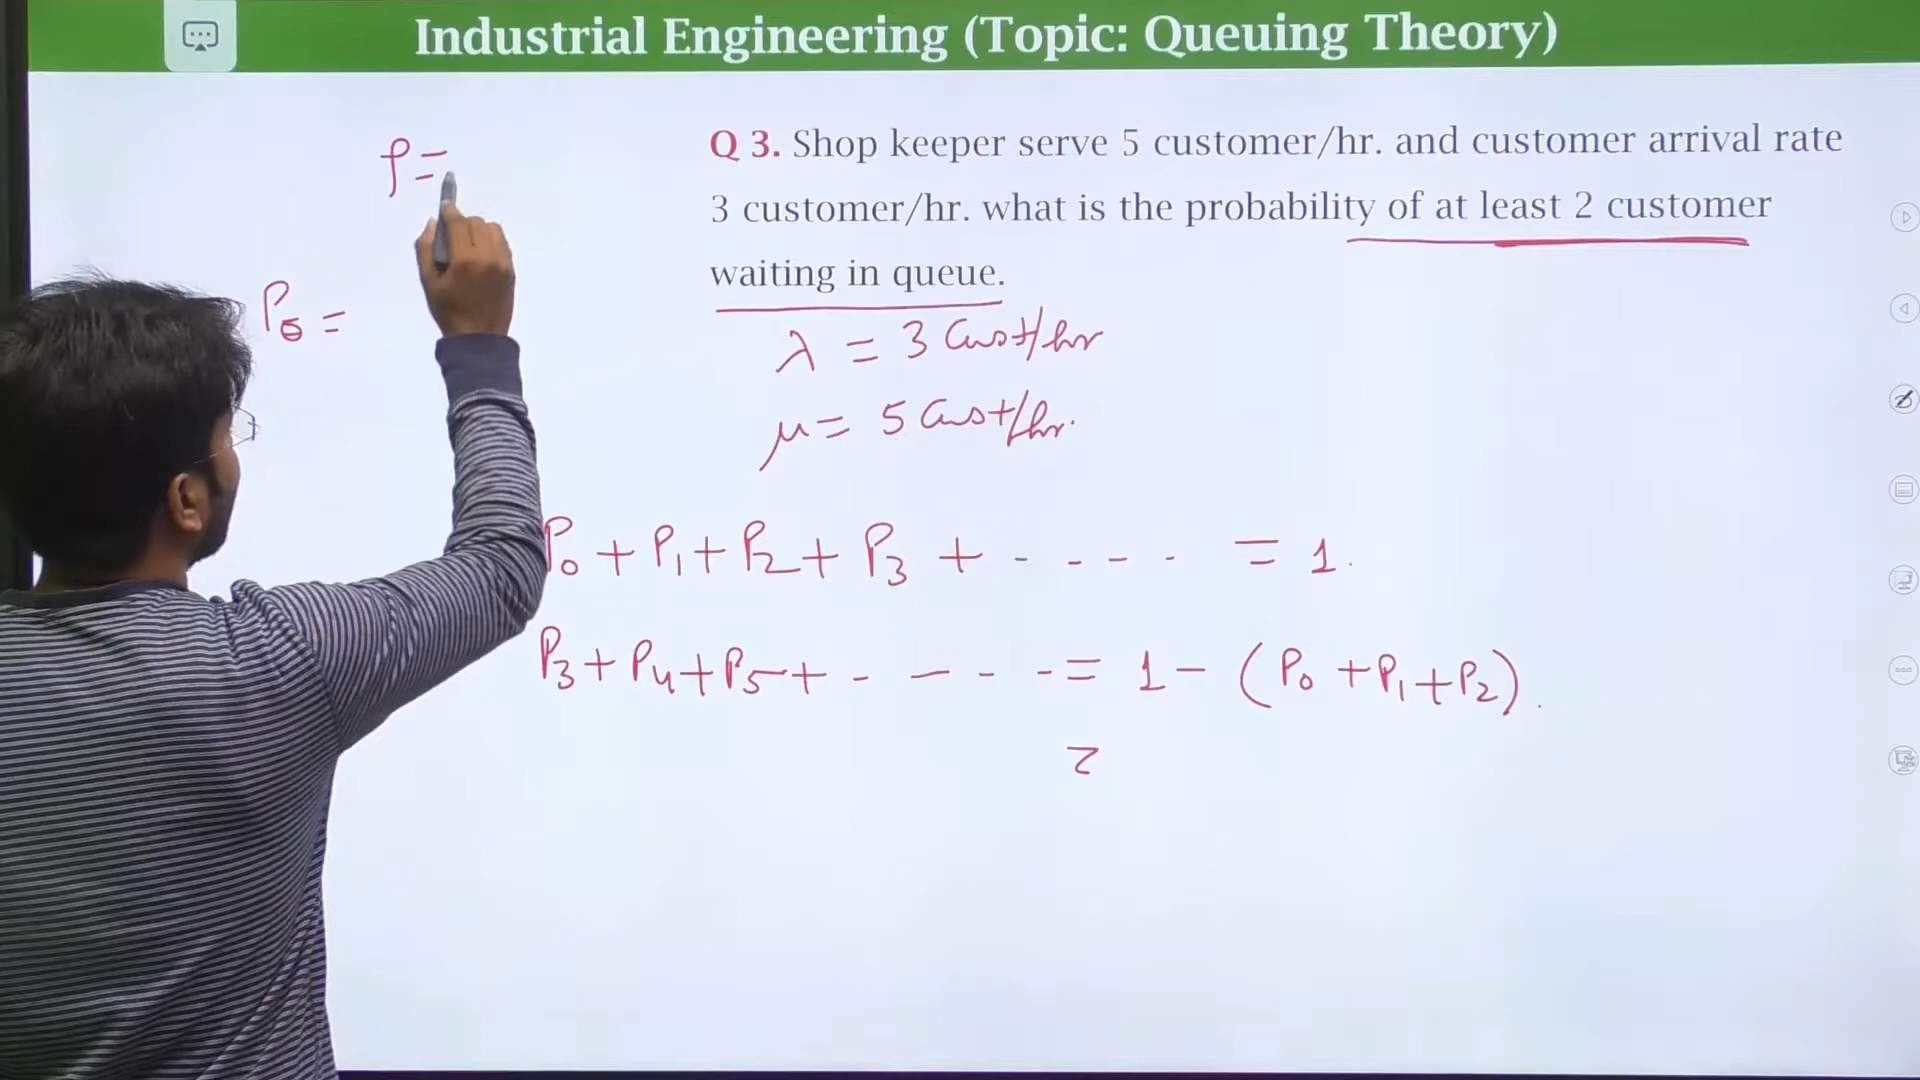 Industrial Engineering (Topic: Queuing Theory)
ρ=
Q 3. Shop keeper serve 5 customer/hr. and customer arrival rate
3 customer/hr. what is the probability of at least 2 customer
waiting in queue.
P₀ =
λ = 3 Cust/hr
μ = 5 Cust/hr.
P₀ + P₁ + P₂ + P₃ + - - - - = 1.
P₃ + P₄ + P₅ + - - - - = 1 - (P₀ + P₁ + P₂).